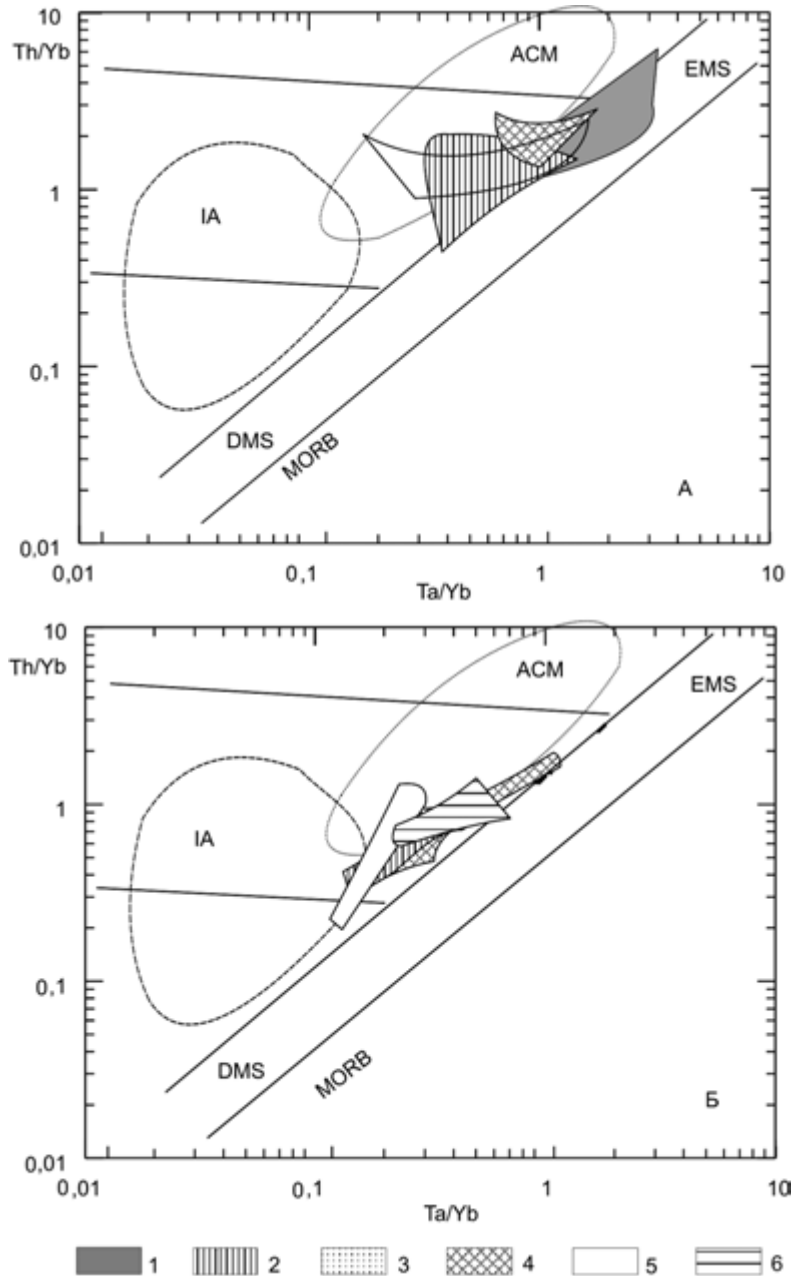 10
Th/Yb
ACM
EMS
1
IA
0,1
DMS
MORB
А
0,01
0,01
0,1
1
10
Ta/Yb
10
Th/Yb
ACM
EMS
1
IA
0,1
DMS
MORB
Б
0,01
0,01
0,1
1
10
Ta/Yb
1 2 3 4 5 6